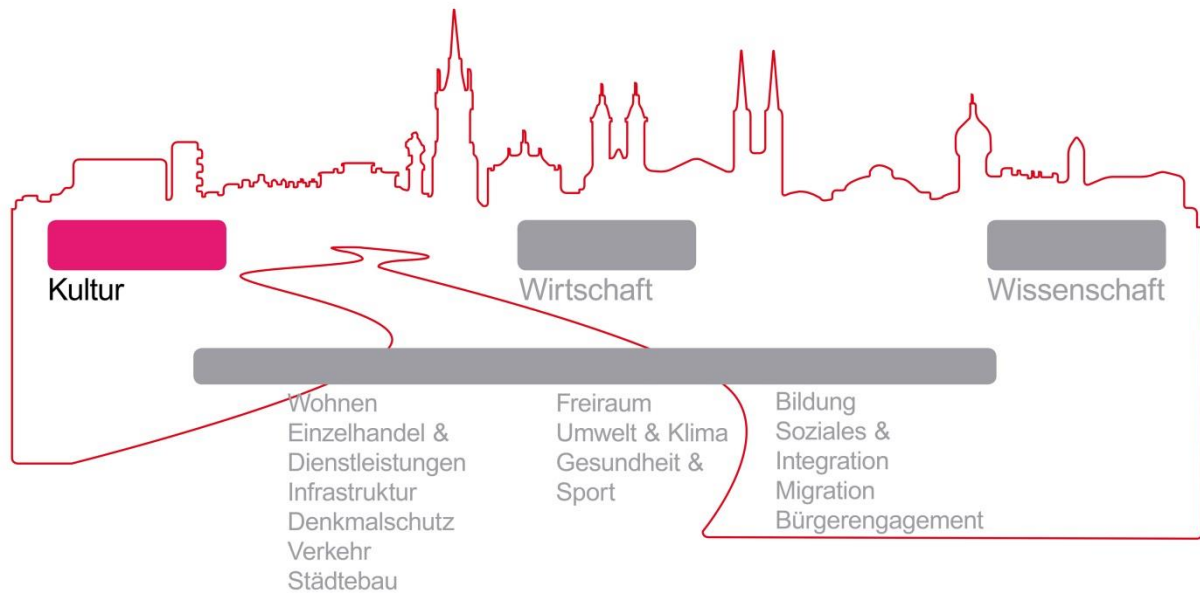 Kultur
Wirtschaft
Wissenschaft
Wohnen
Einzelhandel &
Dienstleistungen
Infrastruktur
Denkmalschutz
Verkehr
Städtebau
Freiraum
Umwelt & Klima
Gesundheit &
Sport
Bildung
Soziales &
Integration
Migration
Bürgerengagement